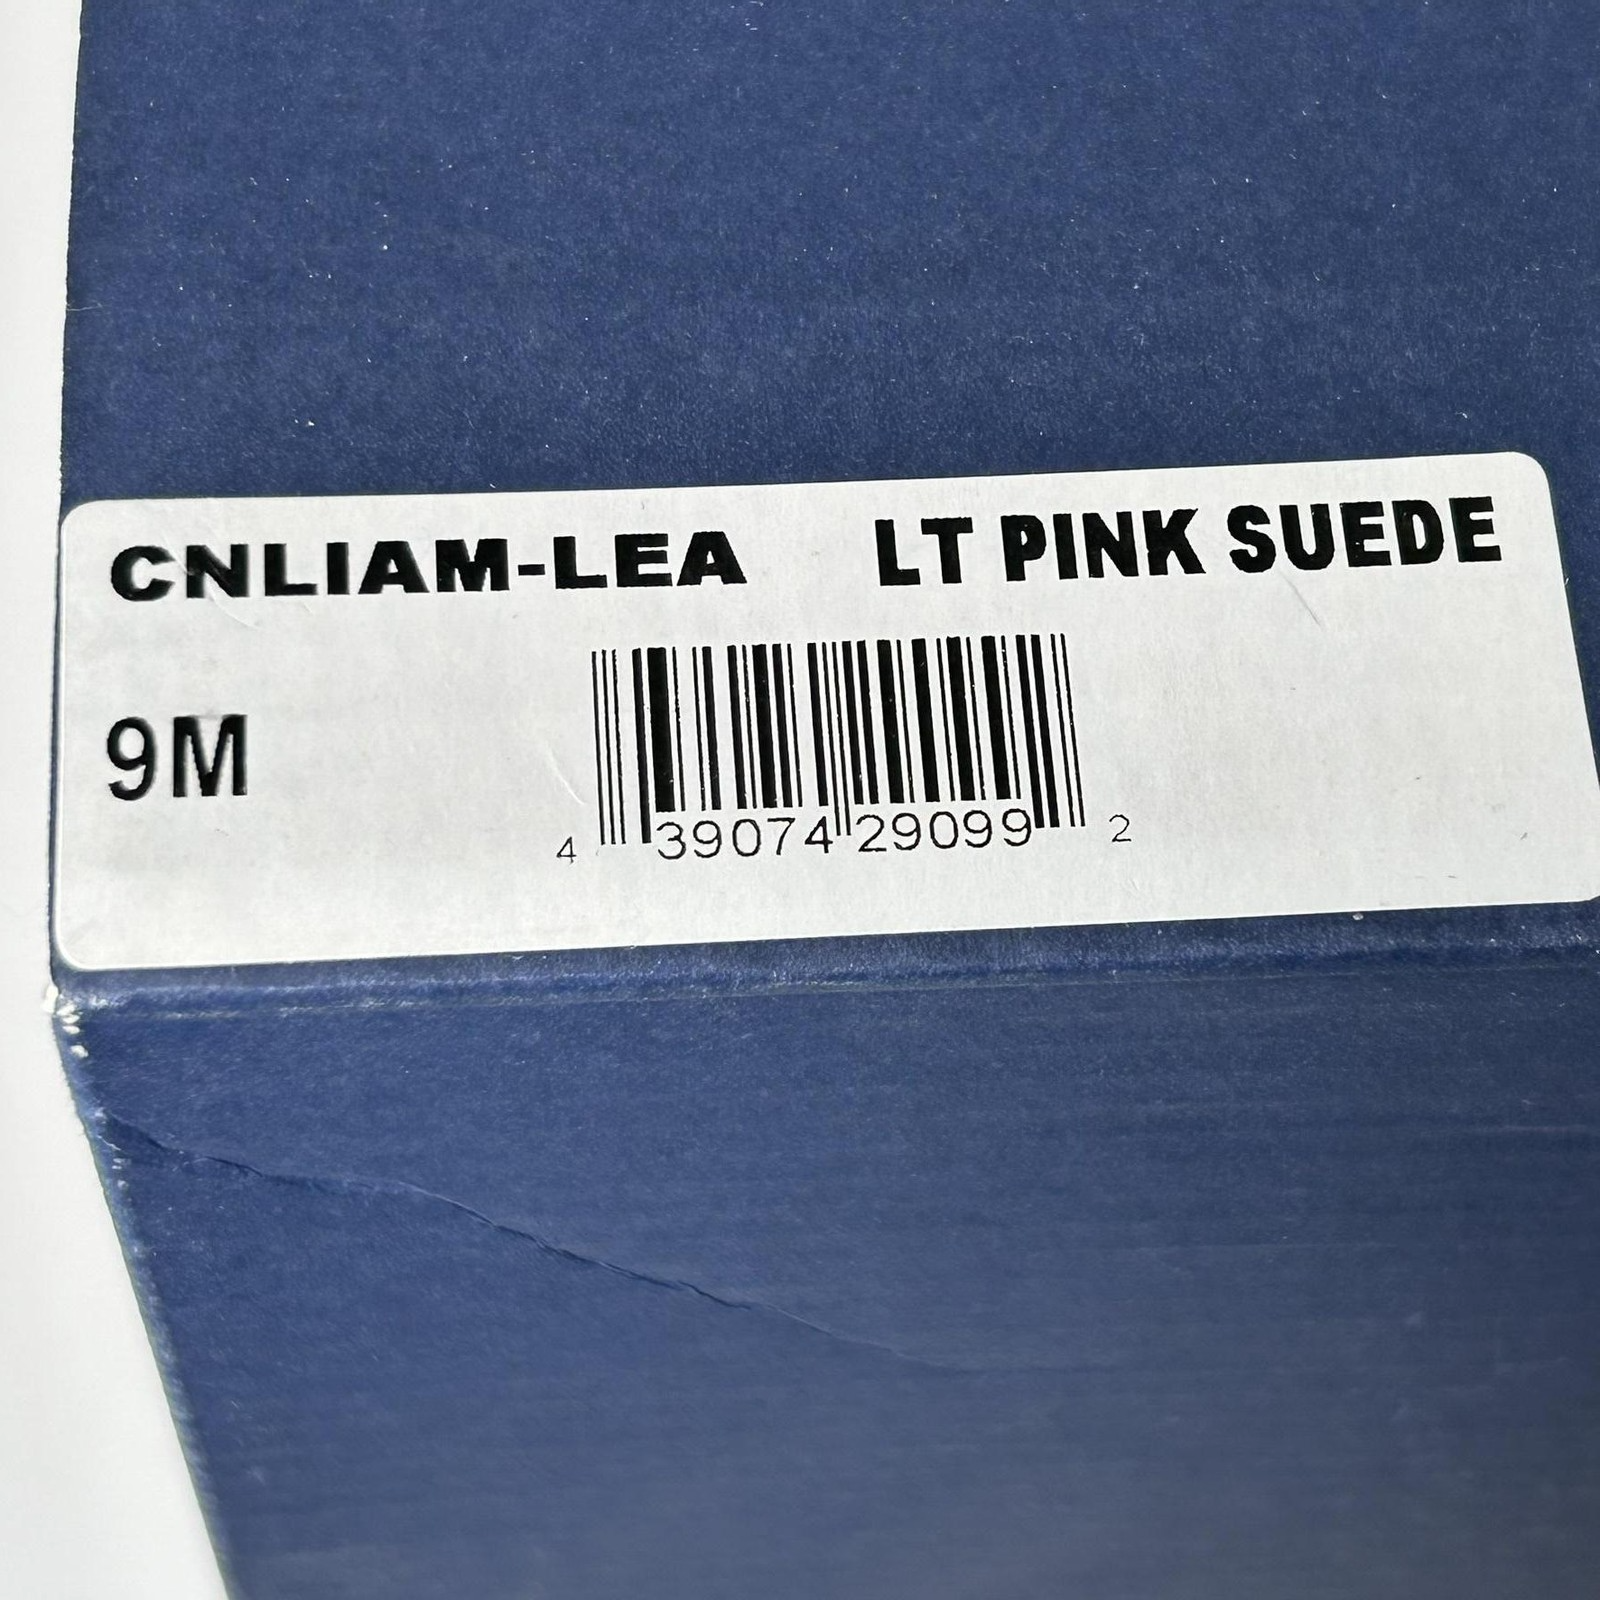 CNLIAM-LEA LT PINK SUEDE
9M
4 39074 29099 2